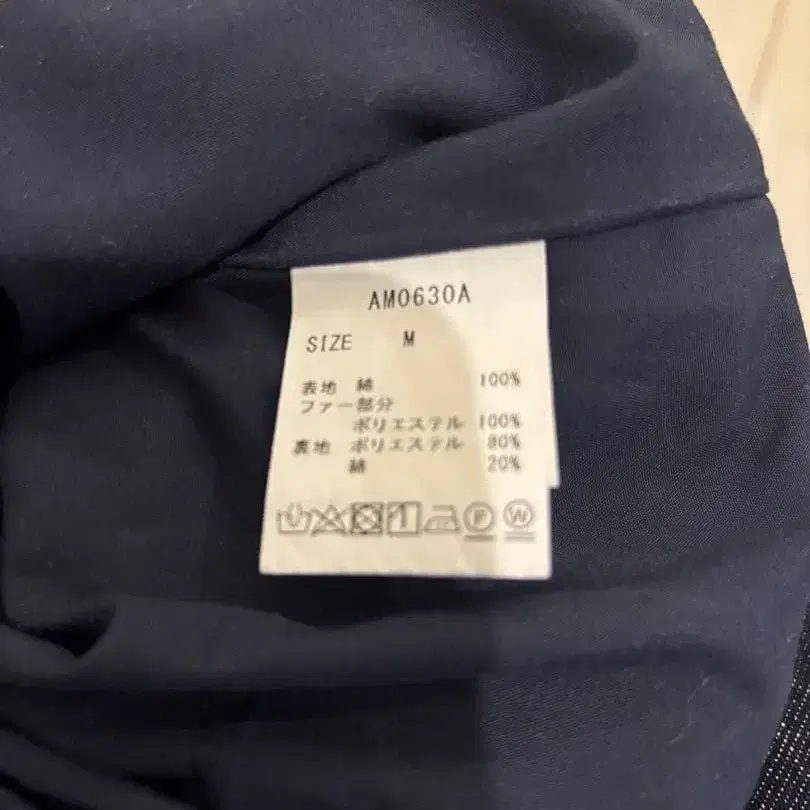 AM0630A
SIZE M
表地 綿 100%
ファー部分
ポリエステル 100%
裏地 ポリエステル 80%
綿 20%
F W